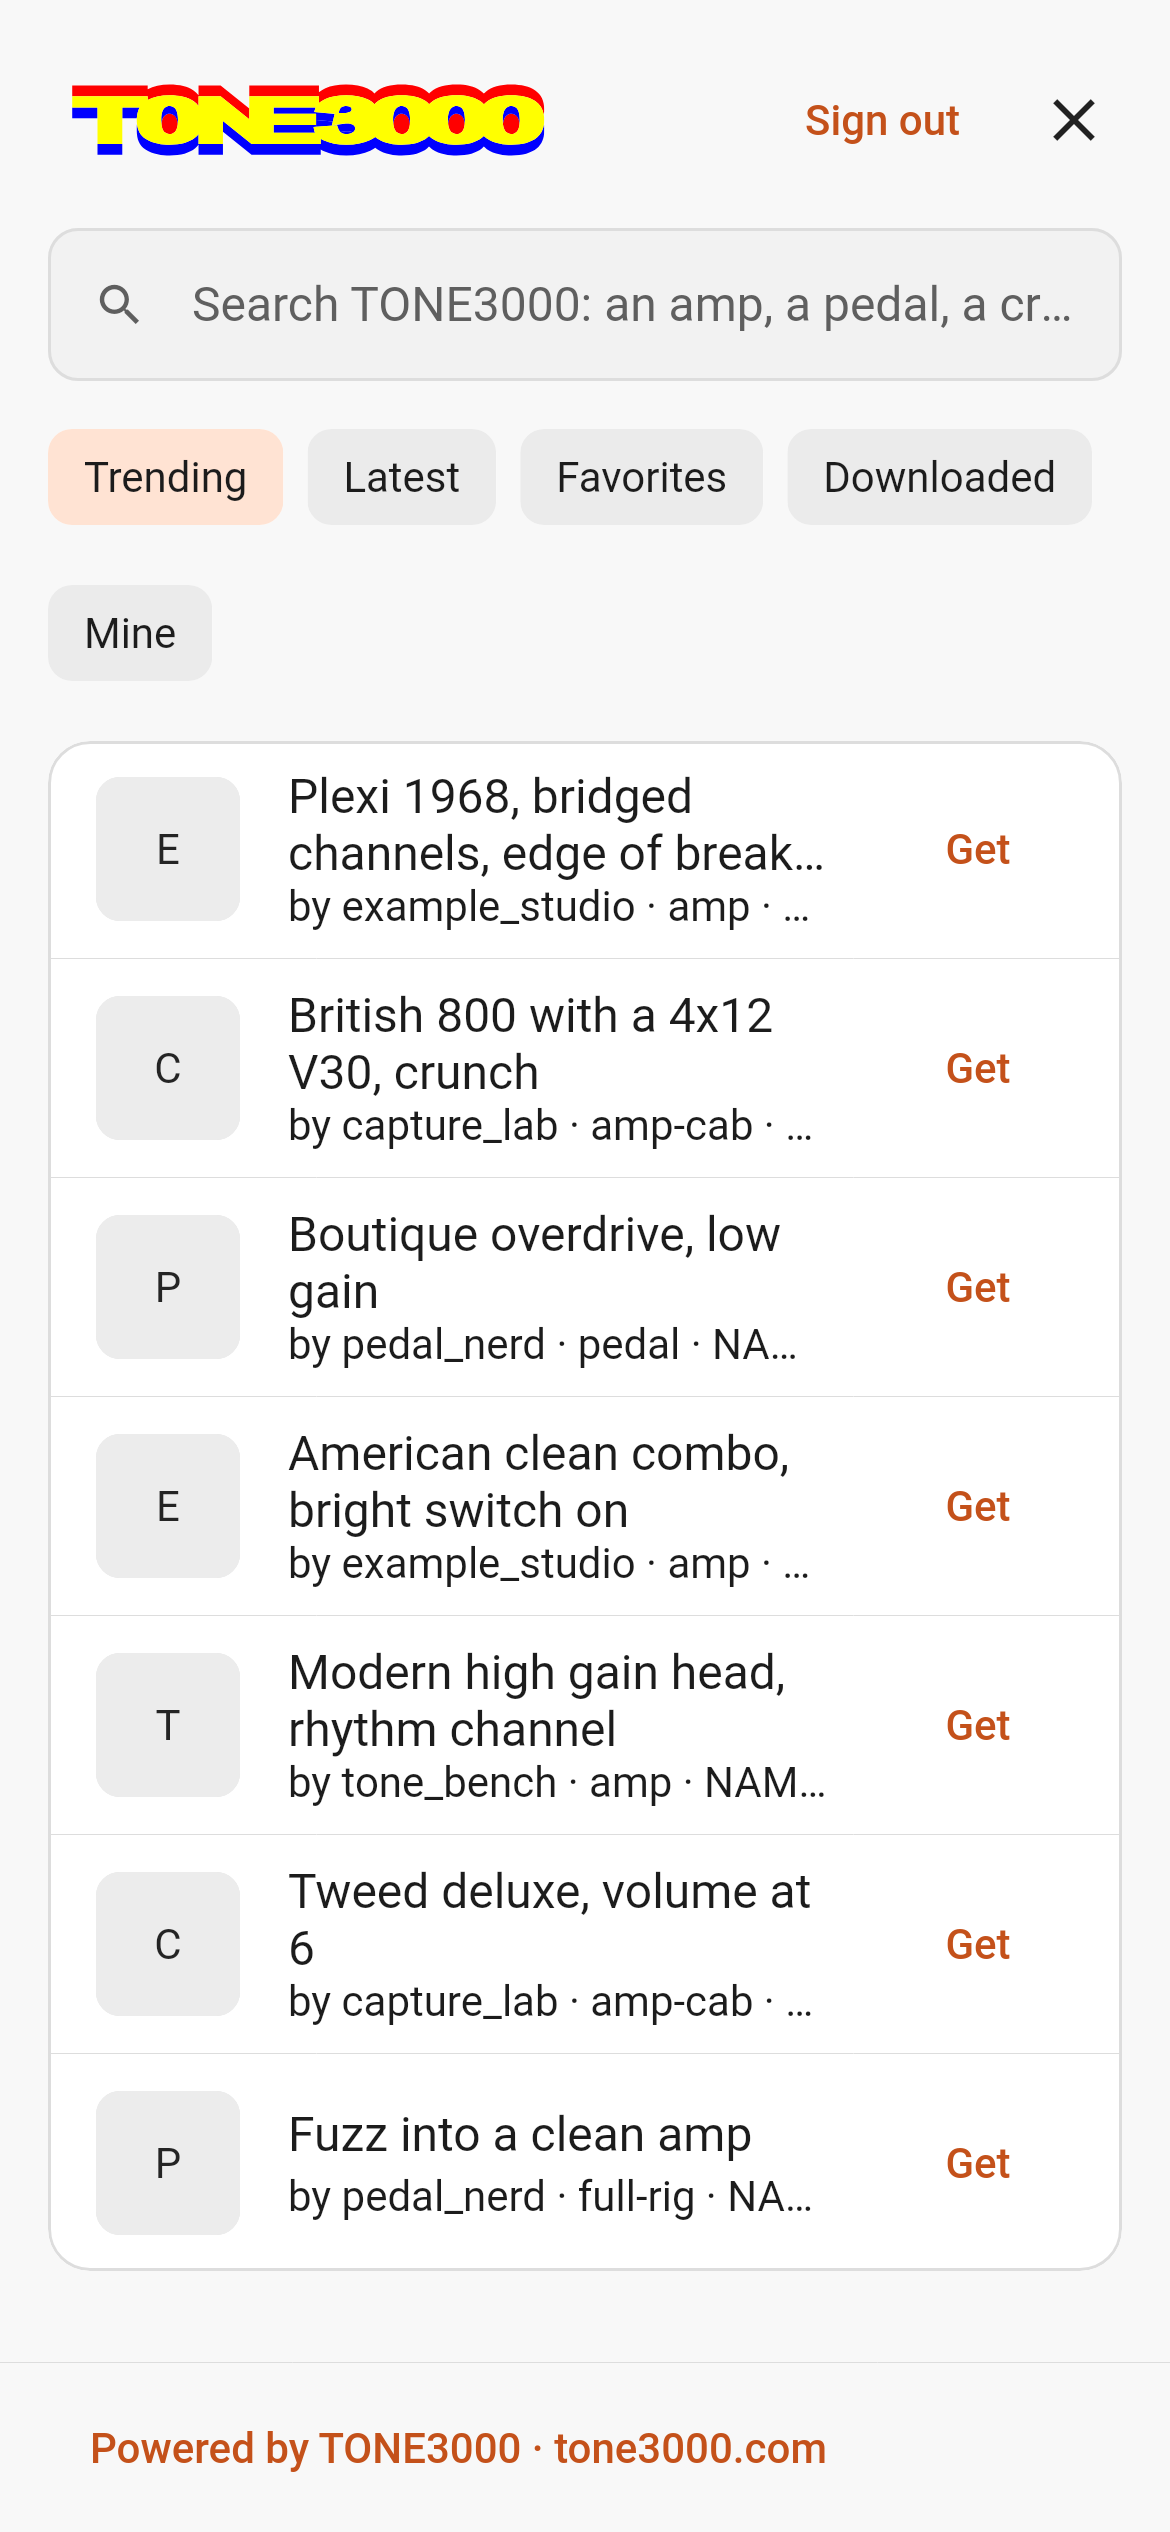 TONE3000
Sign out
Search TONE3000: an amp, a pedal, a cr...
Trending
Latest
Favorites
Downloaded
Mine
E
Plexi 1968, bridged
channels, edge of break...
by example_studio · amp · ...
Get
C
British 800 with a 4x12
V30, crunch
by capture_lab · amp-cab · ...
Get
P
Boutique overdrive, low
gain
by pedal_nerd · pedal · NA...
Get
E
American clean combo,
bright switch on
by example_studio · amp · ...
Get
T
Modern high gain head,
rhythm channel
by tone_bench · amp · NAM...
Get
C
Tweed deluxe, volume at
6
by capture_lab · amp-cab · ...
Get
P
Fuzz into a clean amp
by pedal_nerd · full-rig · NA...
Get
Powered by TONE3000 · tone3000.com